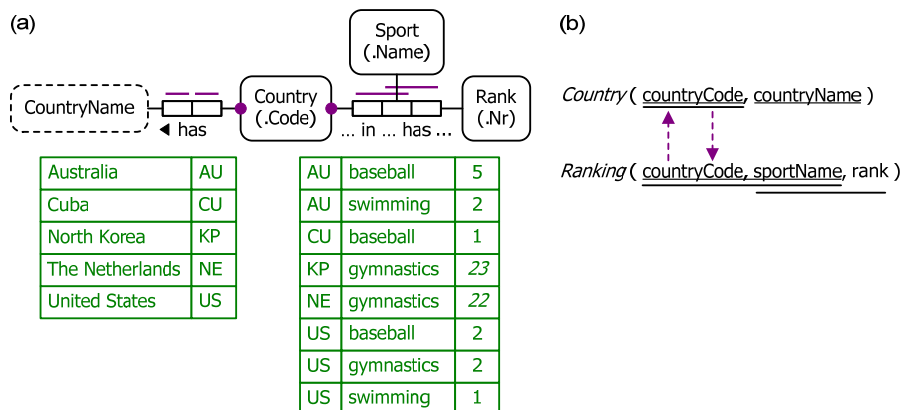 (a)
Sport
(.Name)
CountryName
Country
(.Code)
Rank
(.Nr)
◄ has
... in ... has ...
Australia AU
Cuba CU
North Korea KP
The Netherlands NE
United States US
AU baseball 5
AU swimming 2
CU baseball 1
KP gymnastics 23
NE gymnastics 22
US baseball 2
US gymnastics 2
US swimming 1
(b)
Country ( countryCode, countryName )
Ranking ( countryCode, sportName, rank )